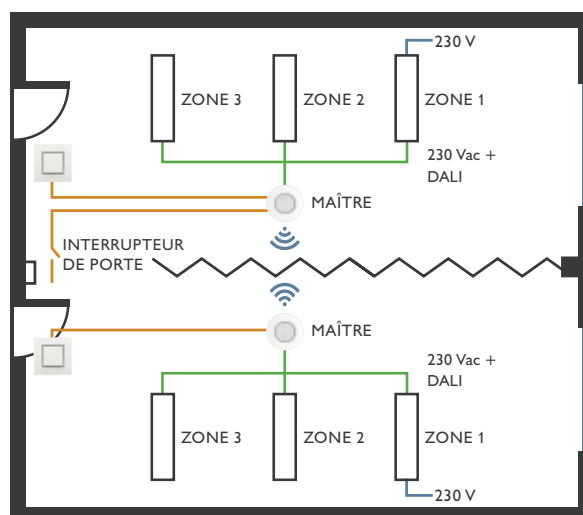 230 V
ZONE 3
ZONE 2
ZONE 1
230 Vac +
DALI
MAÎTRE
INTERRUPTEUR
DE PORTE
MAÎTRE
230 Vac +
DALI
ZONE 3
ZONE 2
ZONE 1
230 V